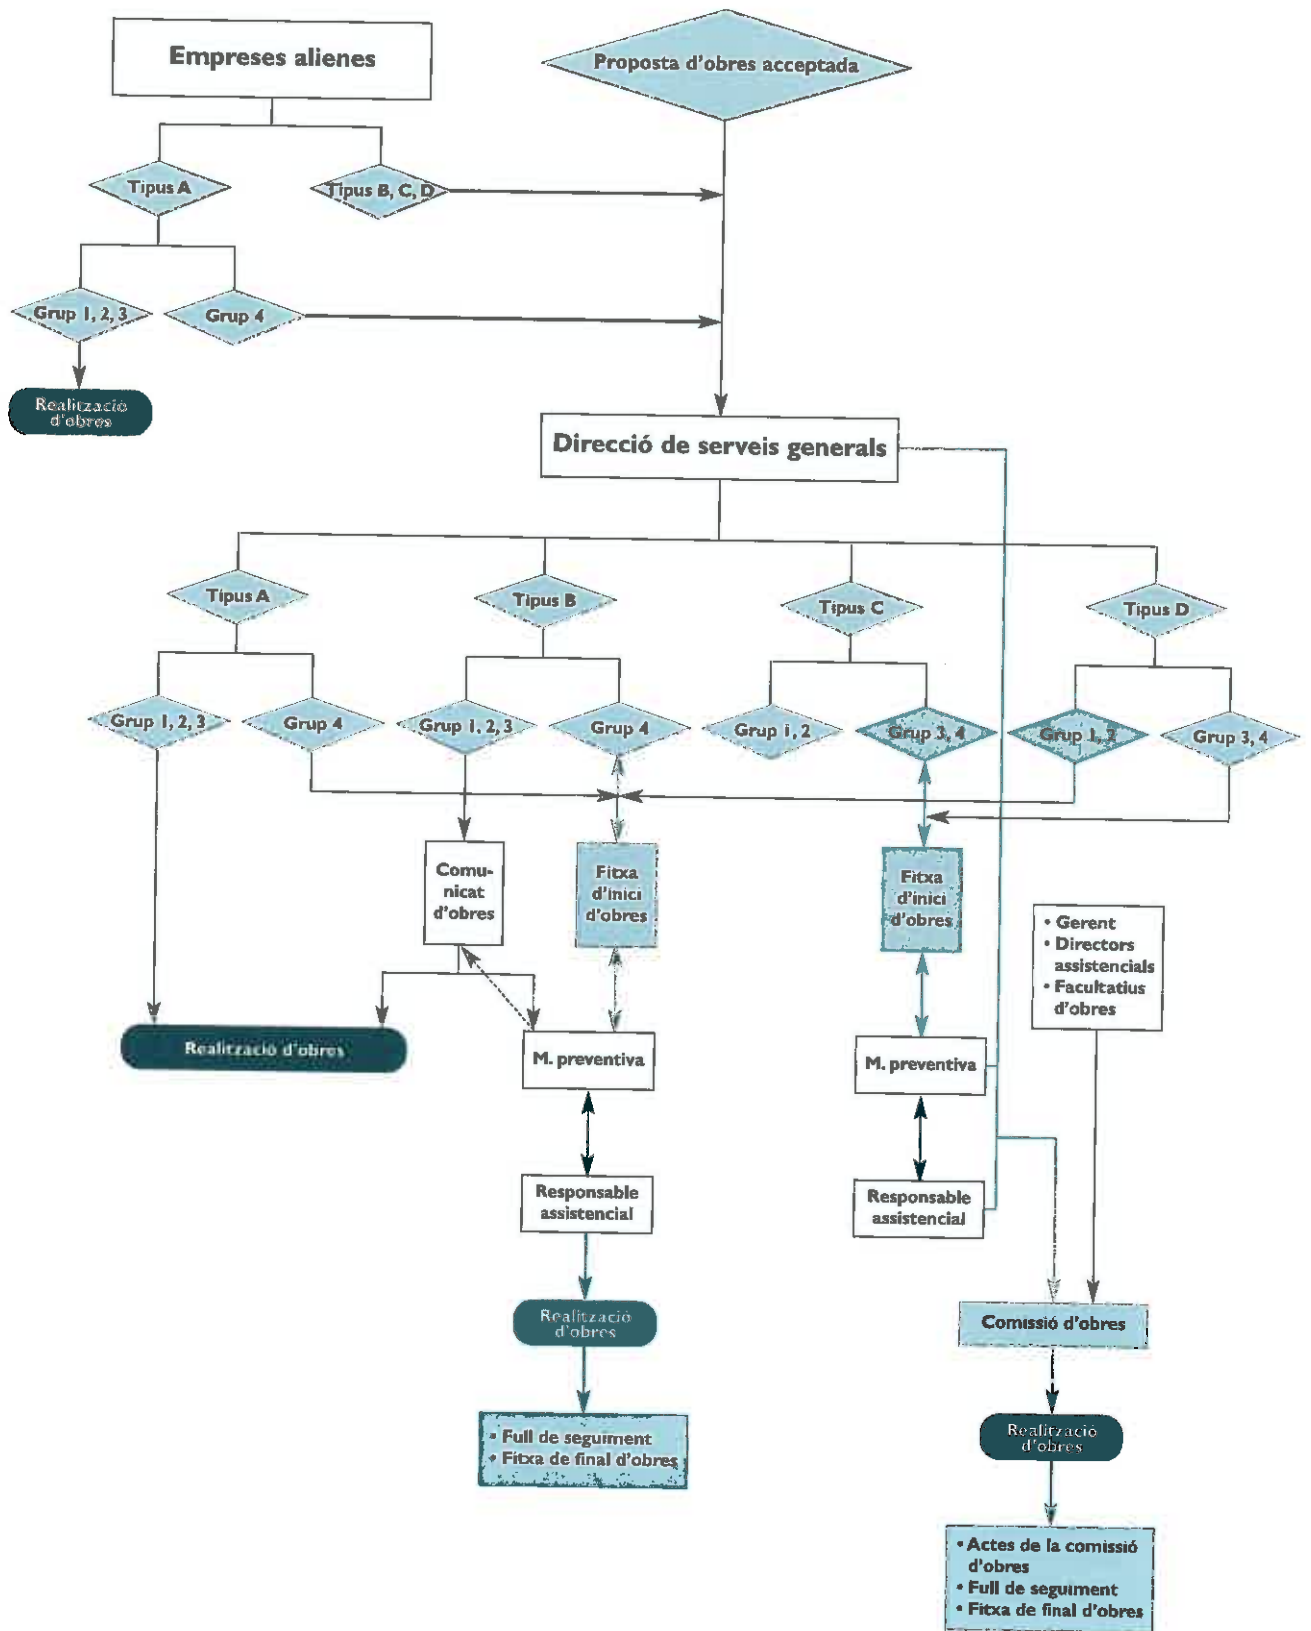 Empreses alienes
Proposta d'obres acceptada
Tipus A
Tipus B, C, D
Grup 1, 2, 3
Grup 4
Realització
d'obres
Direcció de serveis generals
Tipus A
Tipus B
Tipus C
Tipus D
Grup 1, 2, 3
Grup 4
Grup 1, 2, 3
Grup 4
Grup 1, 2
Grup 3, 4
Grup 1, 2
Grup 3, 4
Comu-
nicat
d'obres
Fitxa
d'inici
d'obres
Fitxa
d'inici
d'obres
• Gerent
• Directors
assistencials
• Facultatius
d'obres
Realització d'obres
M. preventiva
M. preventiva
Responsable
assistencial
Responsable
assistencial
Realització
d'obres
Comissió d'obres
• Full de seguiment
• Fitxa de final d'obres
Realització
d'obres
• Actes de la comissió
d'obres
• Full de seguiment
• Fitxa de final d'obres